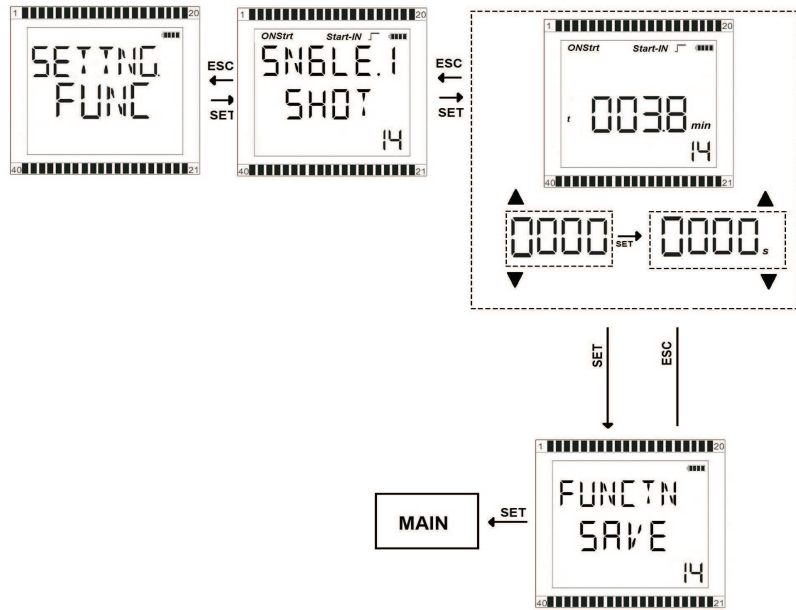 1 20
SETTNG.
FUNC
40 21
ESC
SET
1 20
ONStrt Start-IN
SNGLE.1
SHOT
14
40 21
ESC
SET
1 20
ONStrt Start-IN
t 003.8 min
14
40 21
0000 SET 0000 s
SET
ESC
1 20
FUNCTN
SAVE
14
40 21
SET
MAIN